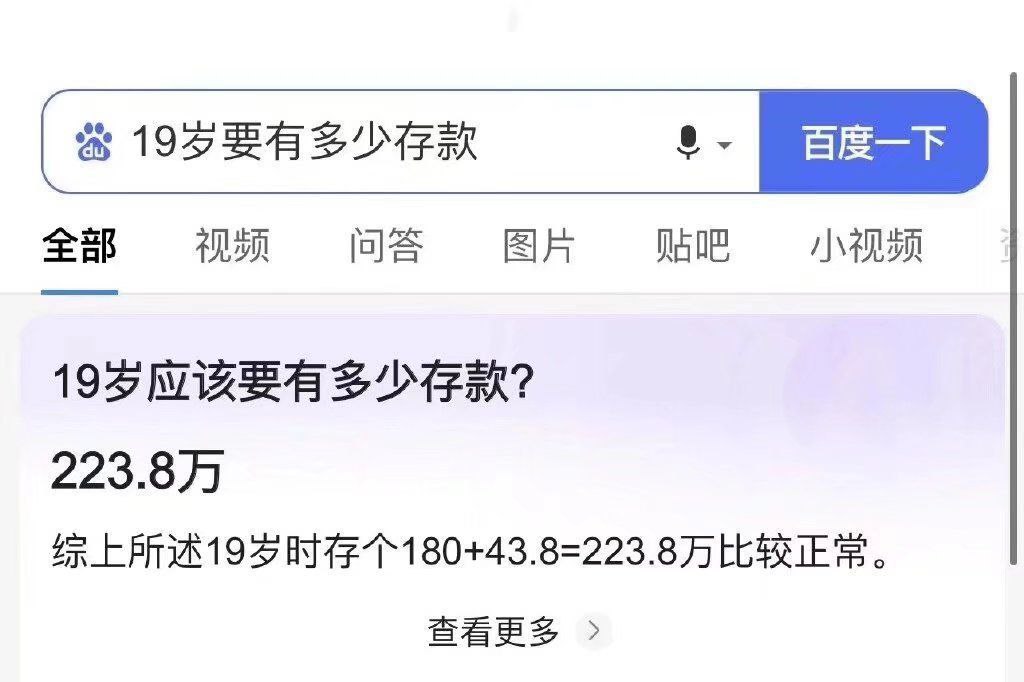 du 19岁要有多少存款 百度一下
全部 视频 问答 图片 贴吧 小视频
19岁应该要有多少存款?
223.8万
综上所述19岁时存个180+43.8=223.8万比较正常。
查看更多